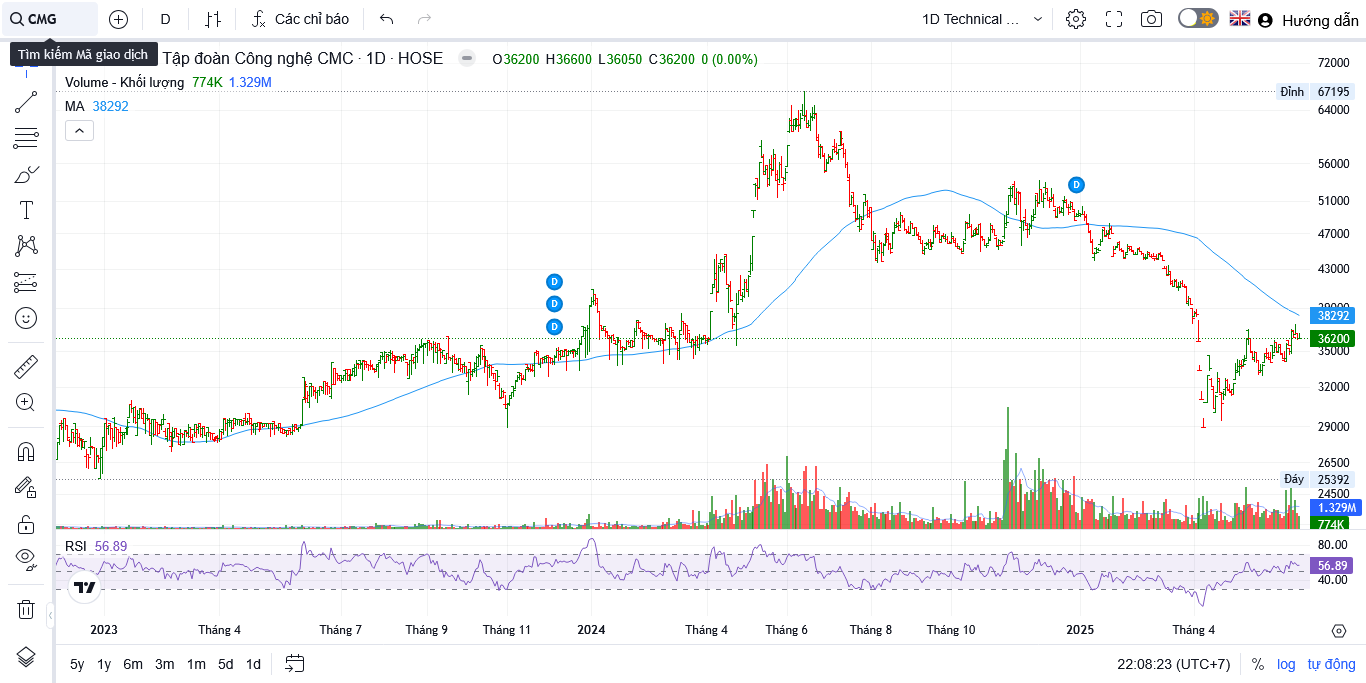 CMG
D
Các chỉ báo
1D Technical ...
Hướng dẫn
Tìm kiếm Mã giao dịch
Tập đoàn Công nghệ CMC · 1D · HOSE
O36200 H36600 L36050 C36200 0 (0.00%)
Volume - Khối lượng 774K 1.329M
MA 38292
72000
Đỉnh 67195
64000
56000
51000
47000
43000
39000
38292
36200
35000
32000
29000
26500
Đáy 25392
24500
1.329M
774K
D
D
D
D
RSI 56.89
80.00
56.89
40.00
2023 Tháng 4 Tháng 7 Tháng 9 Tháng 11 2024 Tháng 4 Tháng 6 Tháng 8 Tháng 10 2025 Tháng 4
5y 1y 6m 3m 1m 5d 1d
22:08:23 (UTC+7) % log tự động